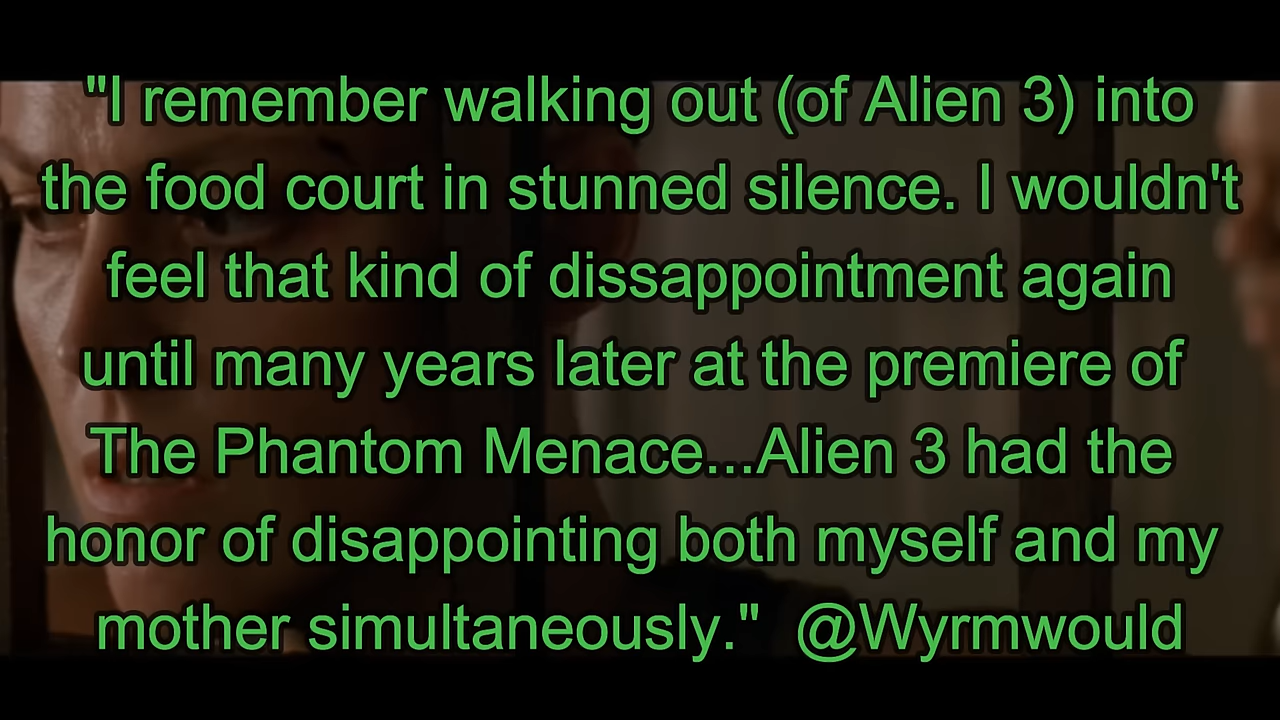 "I remember walking out (of Alien 3) into
the food court in stunned silence. I wouldn't
feel that kind of dissappointment again
until many years later at the premiere of
The Phantom Menace...Alien 3 had the
honor of disappointing both myself and my
mother simultaneously."  @Wyrmwould